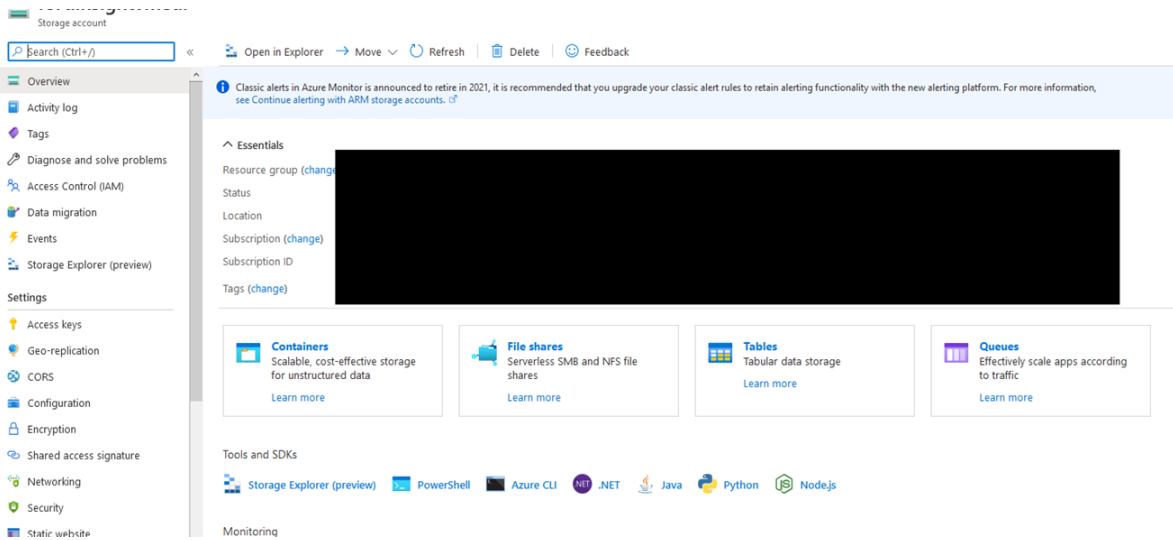 Storage account
Search (Ctrl+/)
«
Open in Explorer
Move
Refresh
Delete
Feedback
Overview
Activity log
Tags
Diagnose and solve problems
Access Control (IAM)
Data migration
Events
Storage Explorer (preview)
Settings
Access keys
Geo-replication
CORS
Configuration
Encryption
Shared access signature
Networking
Security
Static website
Classic alerts in Azure Monitor is announced to retire in 2021, it is recommended that you upgrade your classic alert rules to retain alerting functionality with the new alerting platform. For more information,
see Continue alerting with ARM storage accounts.
Essentials
Resource group (change
Status
Location
Subscription (change)
Subscription ID
Tags (change)
Containers
Scalable, cost-effective storage
for unstructured data
Learn more
File shares
Serverless SMB and NFS file
shares
Learn more
Tables
Tabular data storage
Learn more
Queues
Effectively scale apps according
to traffic
Learn more
Tools and SDKs
Storage Explorer (preview)
PowerShell
Azure CLI
NET .NET
Java
Python
JS Node.js
Monitoring